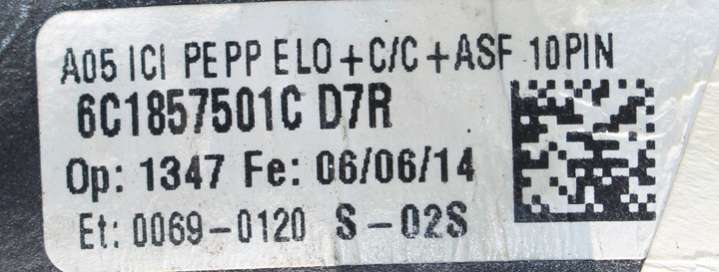 A05 ICI PEPP ELO+C/C+ASF 10PIN
6C1857501C D7R
Op: 1347 Fe: 06/06/14
Et: 0069-0120 S-02S